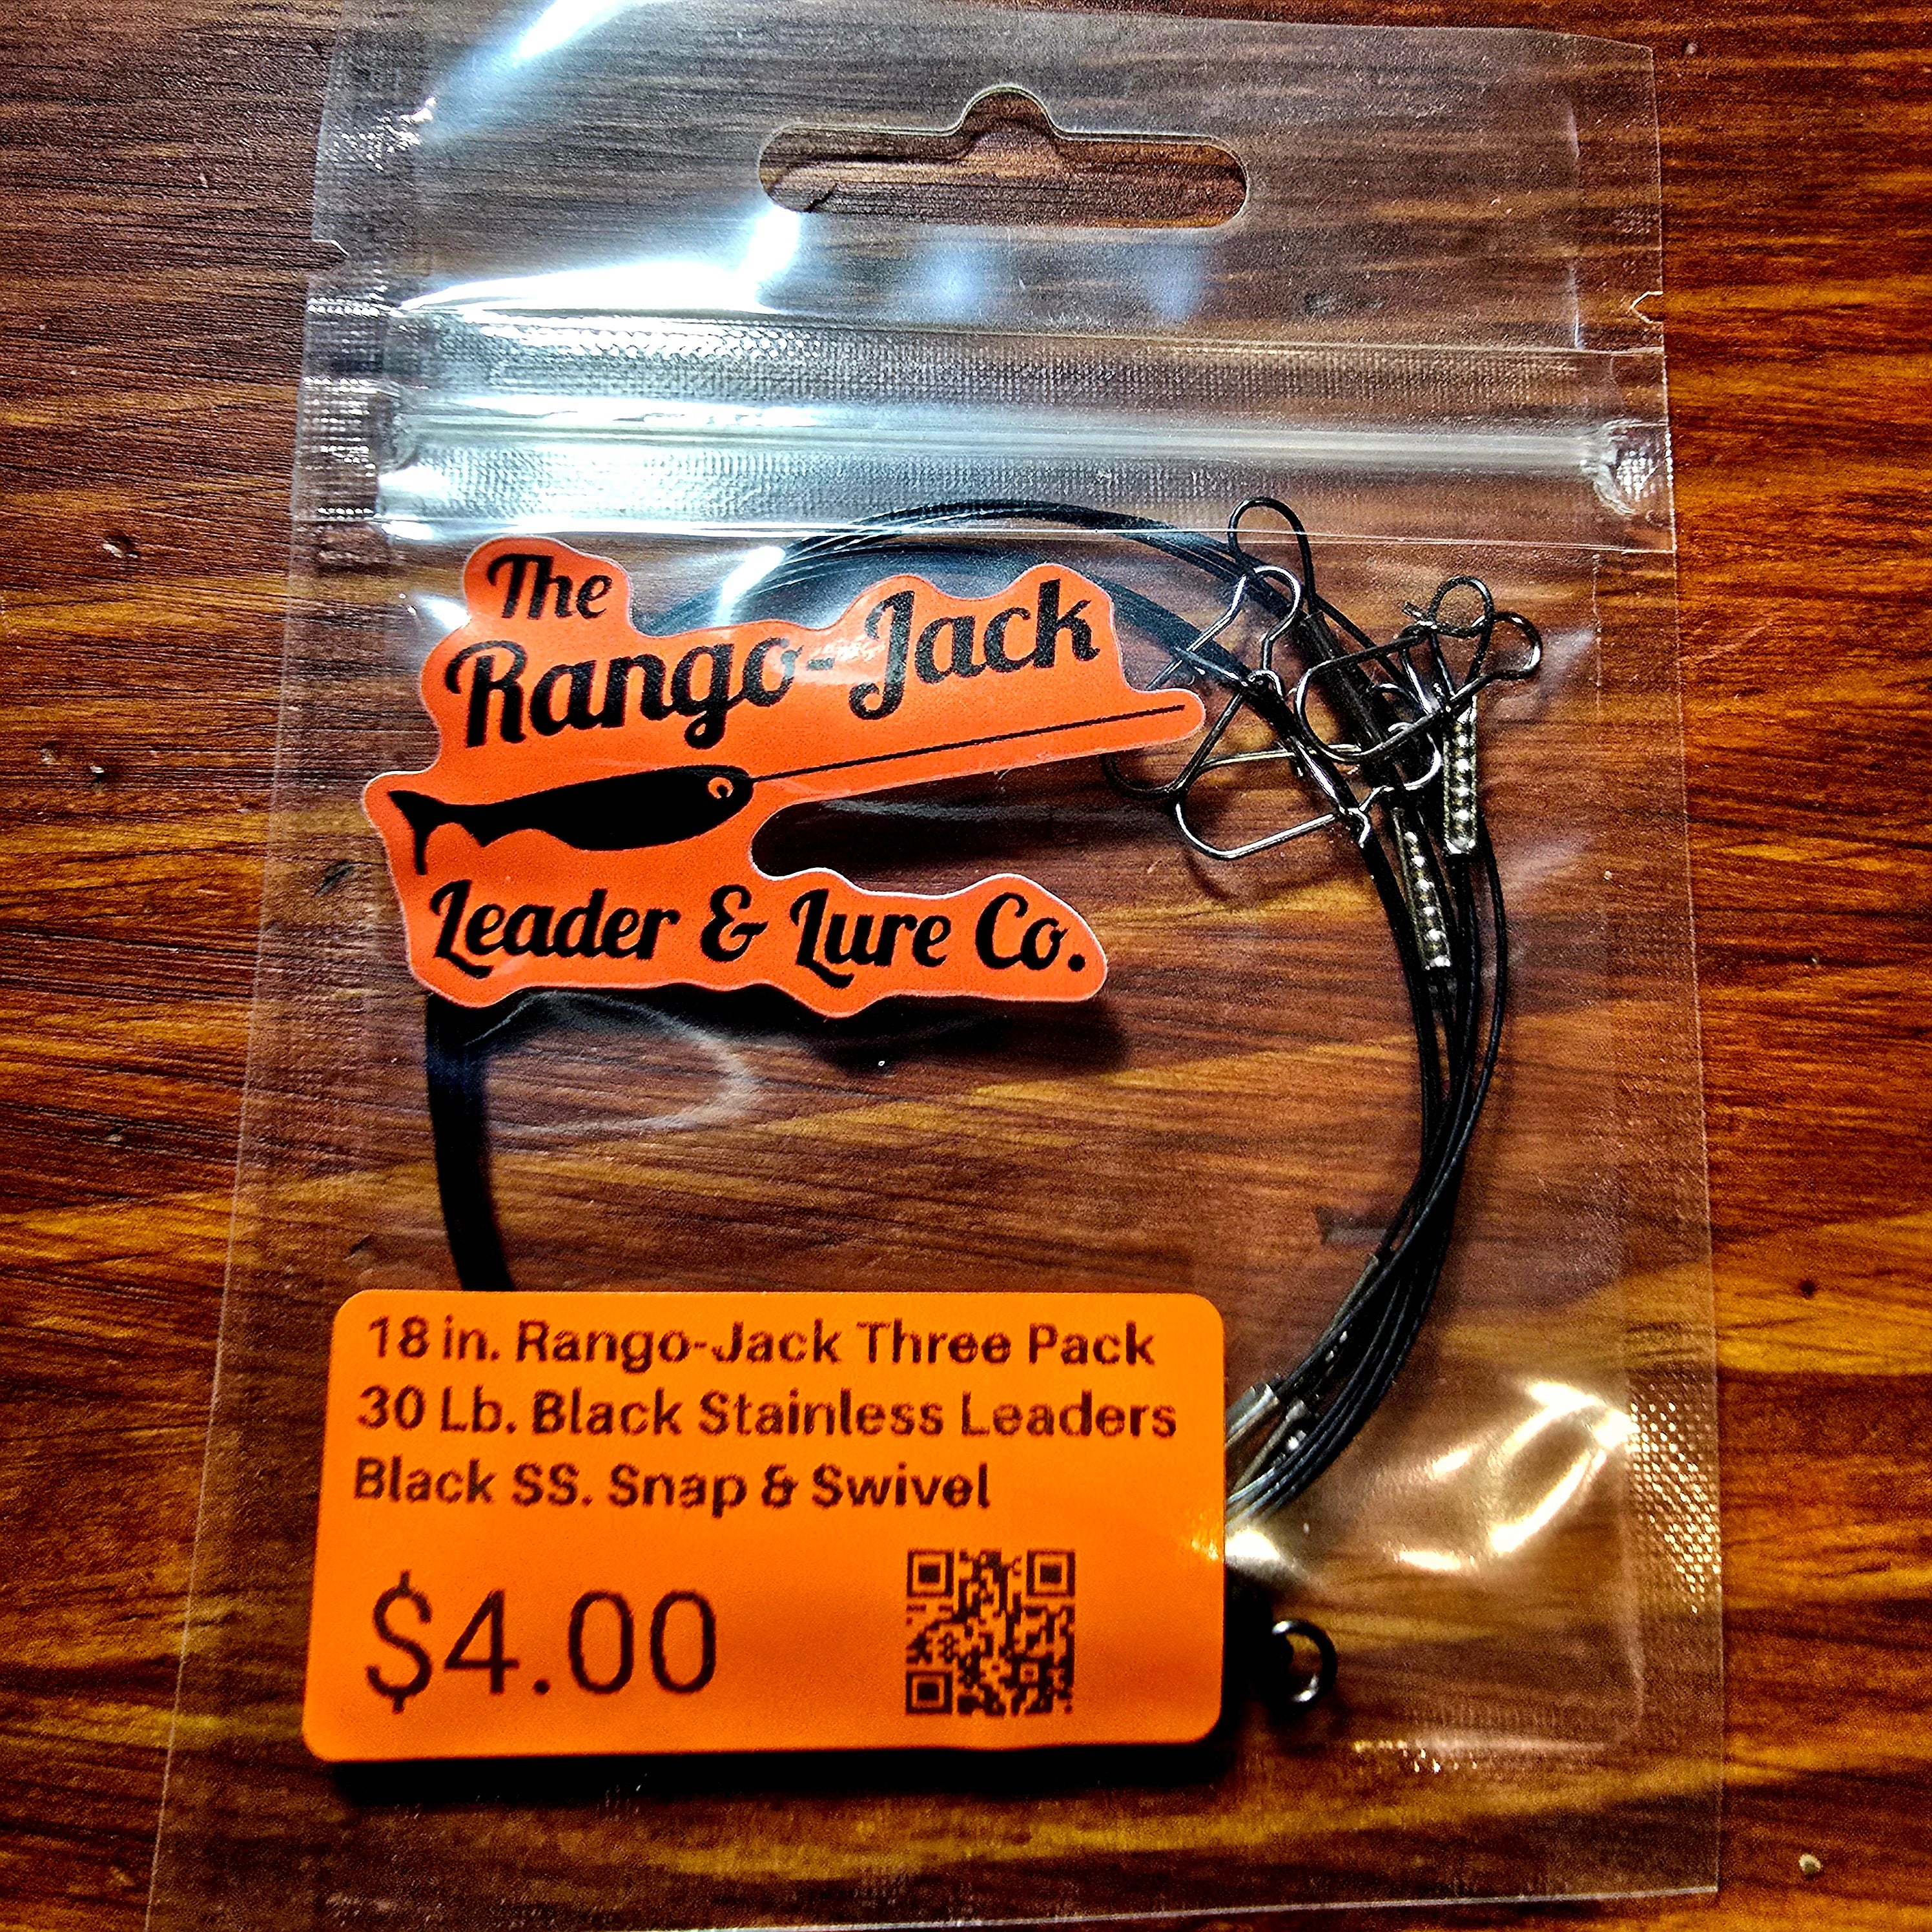 The
Rango-Jack
Leader & Lure Co.
18 in. Rango-Jack Three Pack
30 Lb. Black Stainless Leaders
Black SS. Snap & Swivel
$4.00